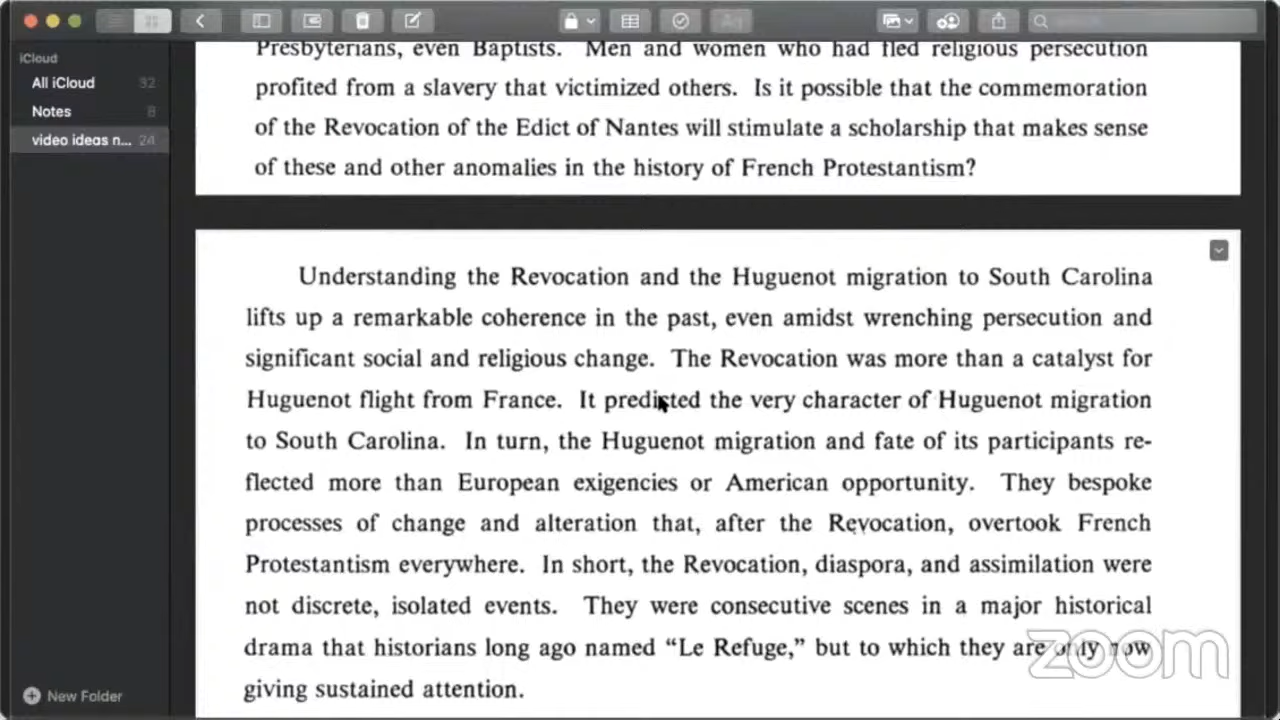 iCloud
All iCloud 32
Notes 8
video ideas n... 24
New Folder
Presbyterians, even Baptists. Men and women who had fled religious persecution
profited from a slavery that victimized others. Is it possible that the commemoration
of the Revocation of the Edict of Nantes will stimulate a scholarship that makes sense
of these and other anomalies in the history of French Protestantism?
Understanding the Revocation and the Huguenot migration to South Carolina
lifts up a remarkable coherence in the past, even amidst wrenching persecution and
significant social and religious change. The Revocation was more than a catalyst for
Huguenot flight from France. It predicted the very character of Huguenot migration
to South Carolina. In turn, the Huguenot migration and fate of its participants re-
flected more than European exigencies or American opportunity. They bespoke
processes of change and alteration that, after the Revocation, overtook French
Protestantism everywhere. In short, the Revocation, diaspora, and assimilation were
not discrete, isolated events. They were consecutive scenes in a major historical
drama that historians long ago named “Le Refuge,” but to which they are only now
giving sustained attention.
zoom